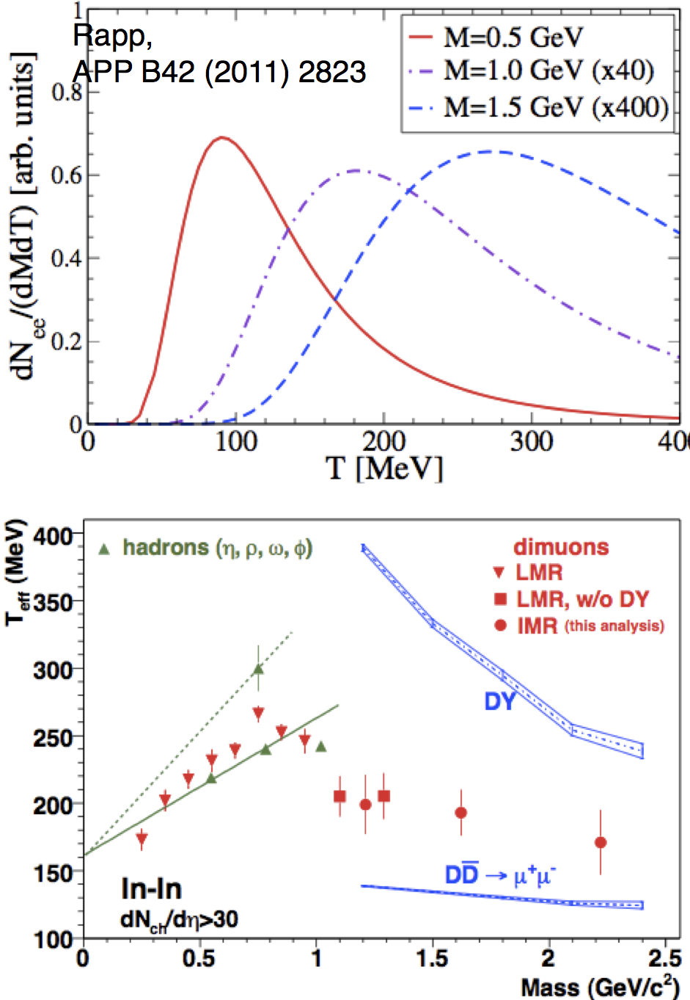 Rapp,
APP B42 (2011) 2823
M=0.5 GeV
M=1.0 GeV (x40)
M=1.5 GeV (x400)
dN_ee/(dMdT) [arb. units]
1
0.8
0.6
0.4
0.2
0
0 100 200 300 400
T [MeV]
T_eff (MeV)
400
350
300
250
200
150
100
hadrons (η, ρ, ω, ϕ)
dimuons
LMR
LMR, w/o DY
IMR (this analysis)
DY
DD̅ → μ⁺μ⁻
In-In
dN_ch/dη>30
0 0.5 1 1.5 2 2.5
Mass (GeV/c²)